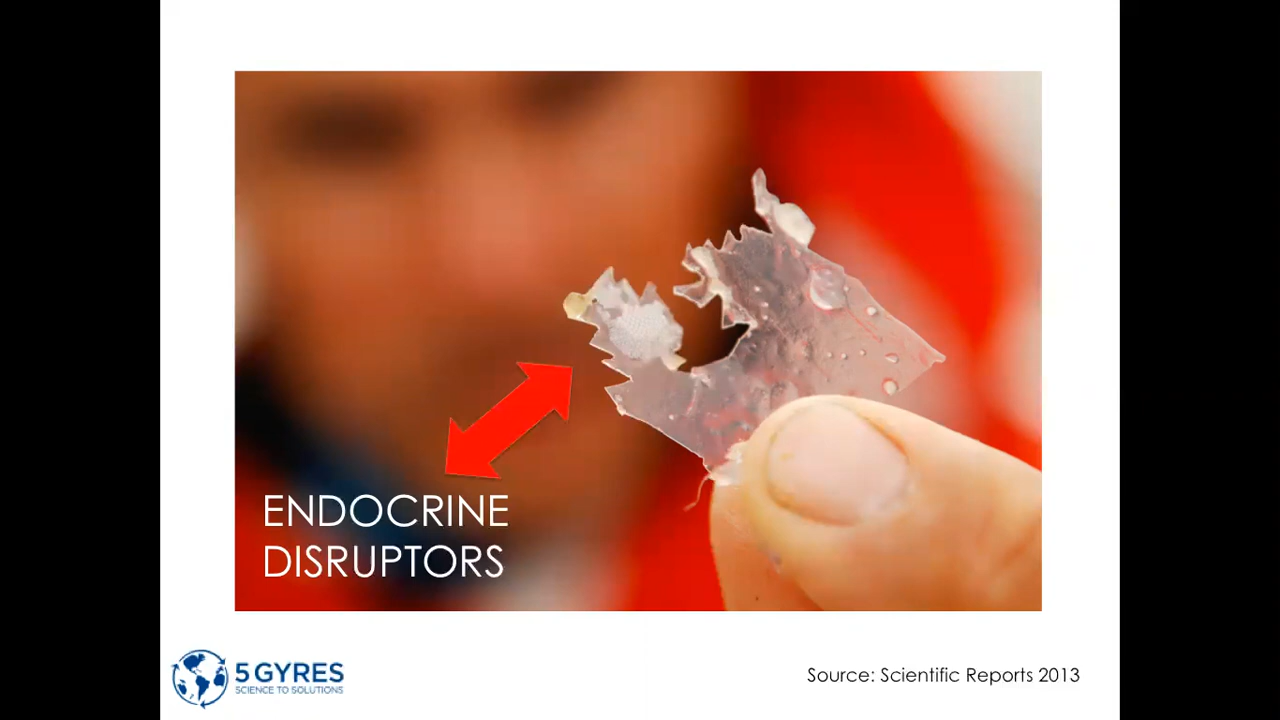 ENDOCRINE
DISRUPTORS
5 GYRES
SCIENCE TO SOLUTIONS
Source: Scientific Reports 2013